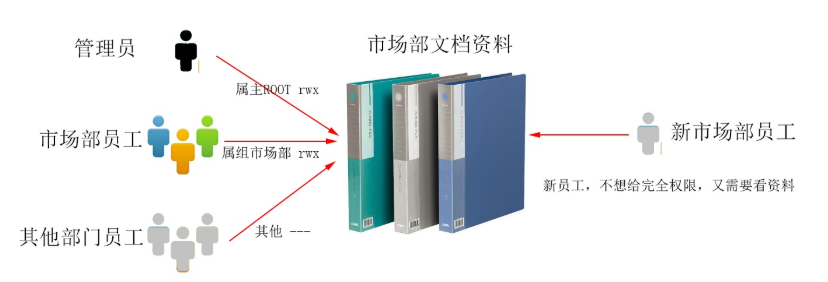 管理员
市场部文档资料
属主ROOT rwx
市场部员工
属组市场部 rwx
新市场部员工
新员工，不想给完全权限，又需要看资料
其他部门员工
其他 ---